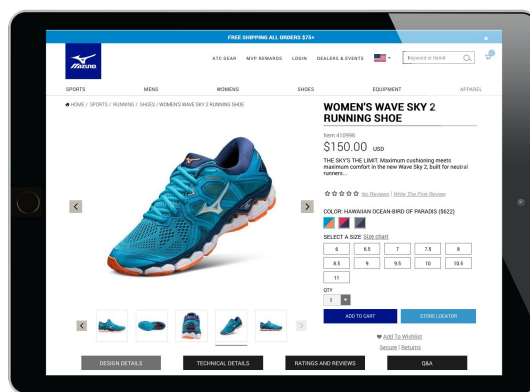 FREE SHIPPING ALL ORDERS $75+
×
MIZUNO
ATC GEAR MVP REWARDS LOGIN DEALERS & EVENTS Keyword or Item#
SPORTS MENS WOMENS SHOES EQUIPMENT APPAREL
HOME / SPORTS / RUNNING / SHOES / WOMEN'S WAVE SKY 2 RUNNING SHOE
WOMEN'S WAVE SKY 2
RUNNING SHOE
Item 410996
$150.00 USD
THE SKY'S THE LIMIT. Maximum cushioning meets
maximum comfort in the new Wave Sky 2, built for neutral
runners...
No Reviews | Write The First Review
COLOR: HAWAIIAN OCEAN-BIRD OF PARADIS (5622)
SELECT A SIZE Size chart
6 6.5 7 7.5 8
8.5 9 9.5 10 10.5
11
QTY
1
ADD TO CART STORE LOCATOR
Add To Wishlist
Secure | Returns
DESIGN DETAILS TECHNICAL DETAILS RATINGS AND REVIEWS Q&A